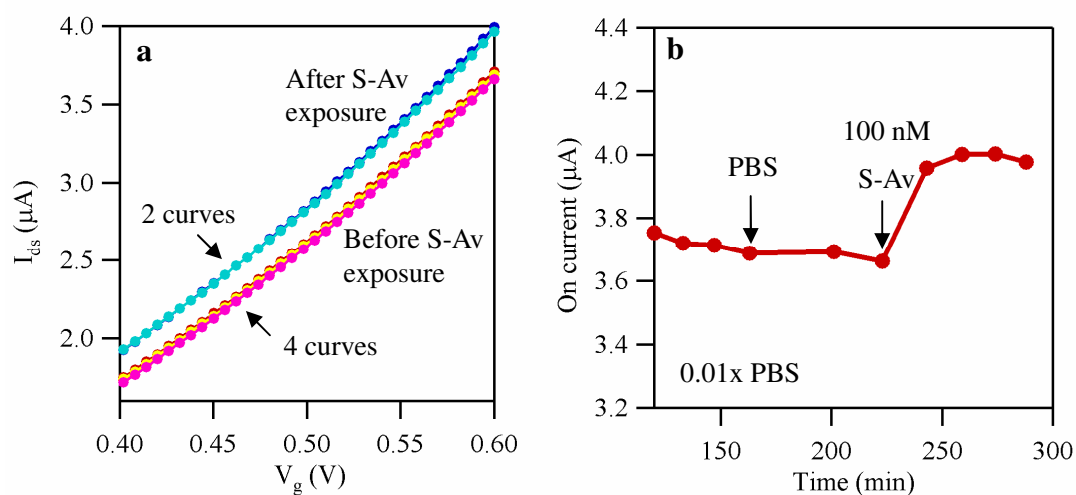 a
4.0
3.5
3.0
2.5
2.0
I_ds (μA)
After S-Av
exposure
2 curves
Before S-Av
exposure
4 curves
0.40 0.45 0.50 0.55 0.60
V_g (V)
b
4.4
4.2
4.0
3.8
3.6
3.4
3.2
On current (μA)
100 nM
PBS
S-Av
0.01x PBS
150 200 250 300
Time (min)